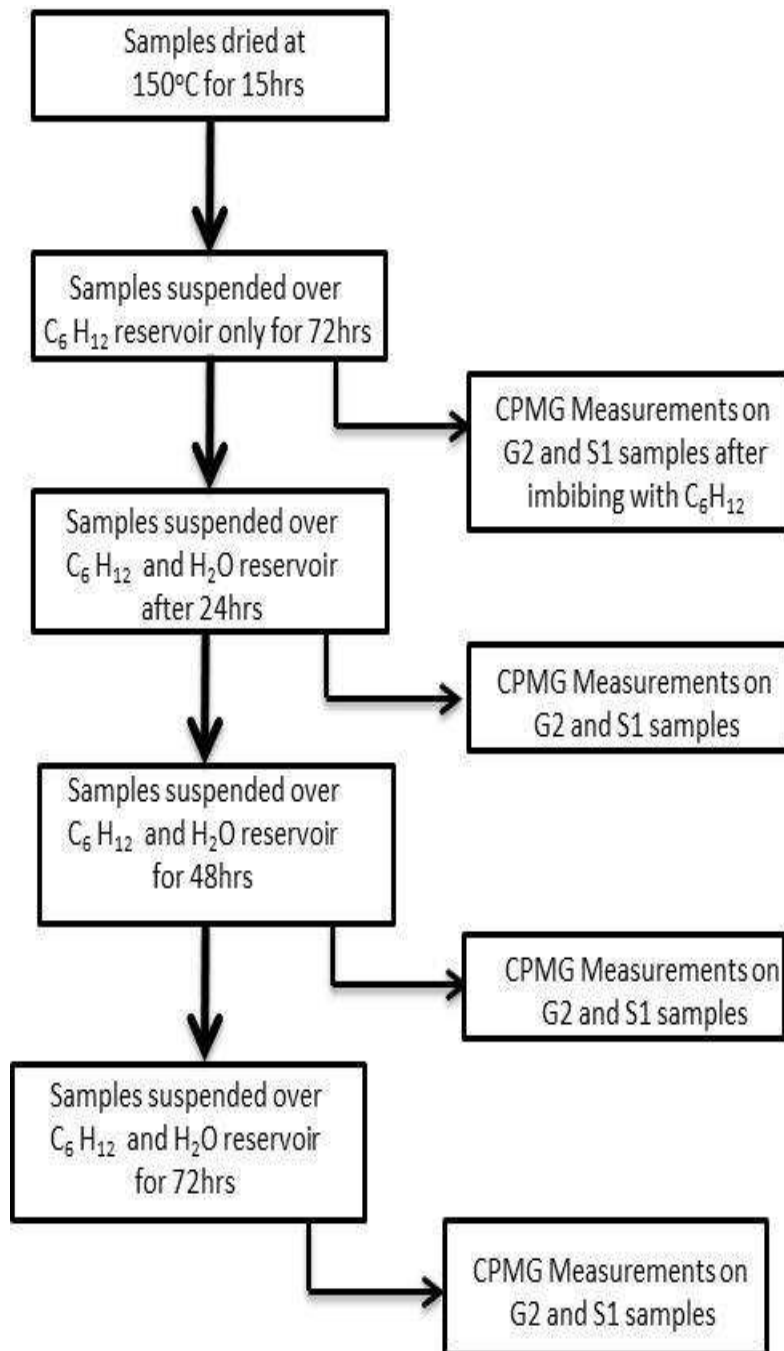 Samples dried at
150°C for 15hrs
Samples suspended over
C₆ H₁₂ reservoir only for 72hrs
CPMG Measurements on
G2 and S1 samples after
imbibing with C₆H₁₂
Samples suspended over
C₆ H₁₂ and H₂O reservoir
after 24hrs
CPMG Measurements on
G2 and S1 samples
Samples suspended over
C₆ H₁₂ and H₂O reservoir
for 48hrs
CPMG Measurements on
G2 and S1 samples
Samples suspended over
C₆ H₁₂ and H₂O reservoir
for 72hrs
CPMG Measurements on
G2 and S1 samples